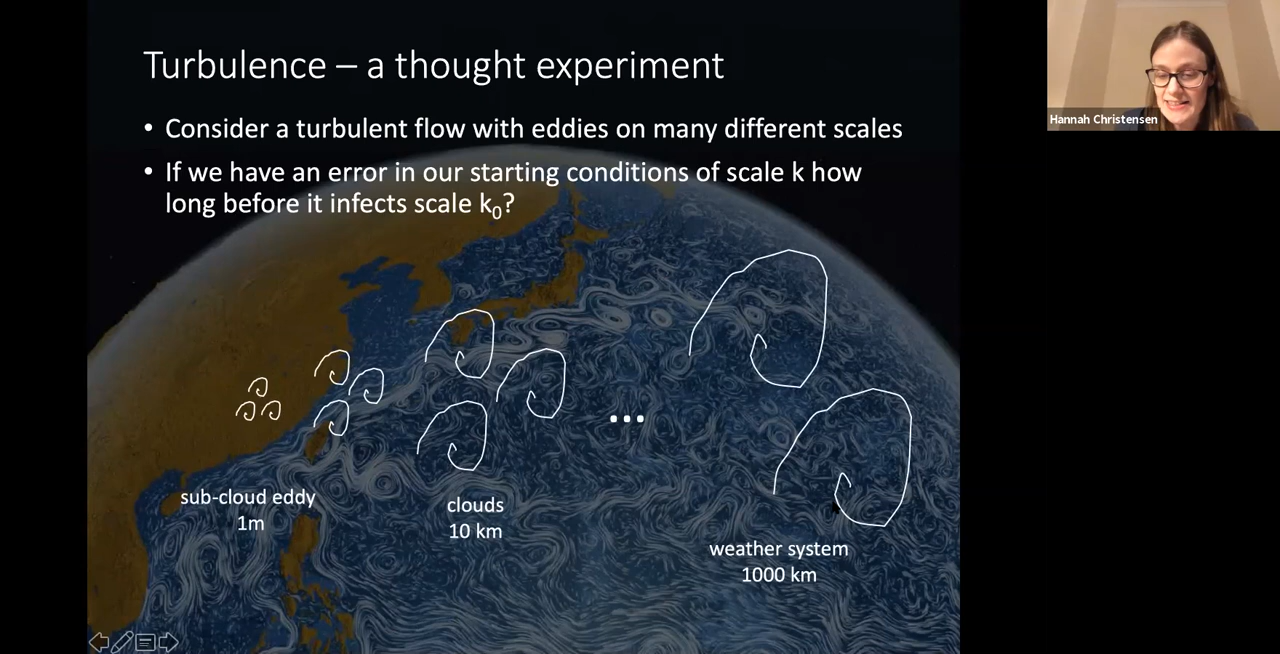 Turbulence – a thought experiment
• Consider a turbulent flow with eddies on many different scales
• If we have an error in our starting conditions of scale k how
long before it infects scale k₀?
...
sub-cloud eddy
1m
clouds
10 km
weather system
1000 km
Hannah Christensen